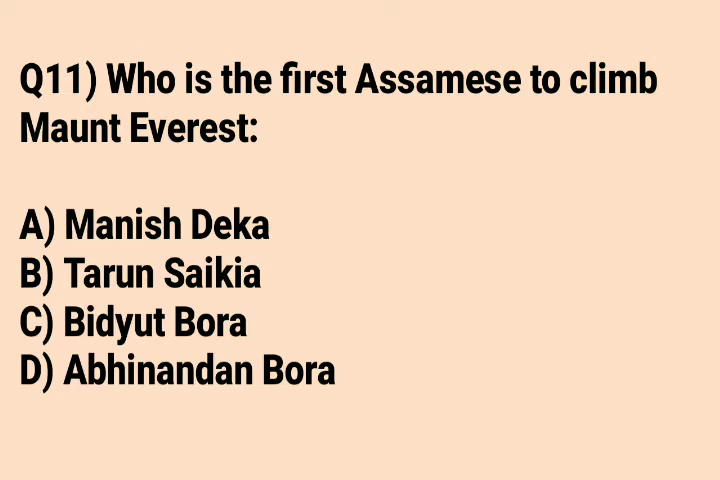 Q11) Who is the first Assamese to climb
Maunt Everest:
A) Manish Deka
B) Tarun Saikia
C) Bidyut Bora
D) Abhinandan Bora